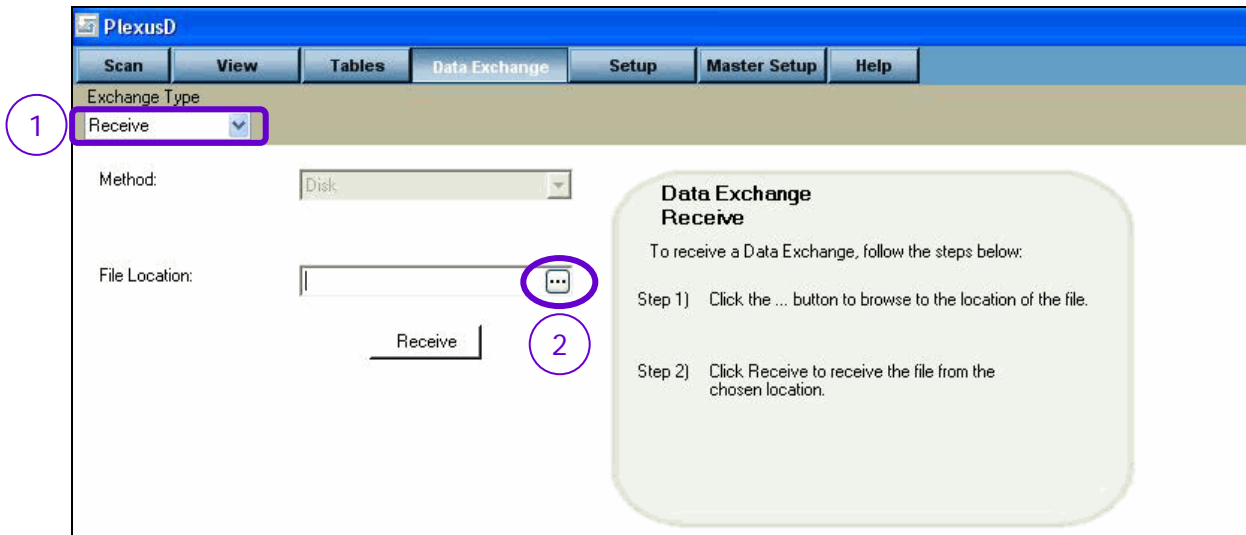 PlexusD
Scan View Tables Data Exchange Setup Master Setup Help
Exchange Type
1 Receive
Method: Disk
File Location: ...
Receive 2
Data Exchange
Receive
To receive a Data Exchange, follow the steps below:
Step 1) Click the ... button to browse to the location of the file.
Step 2) Click Receive to receive the file from the
chosen location.